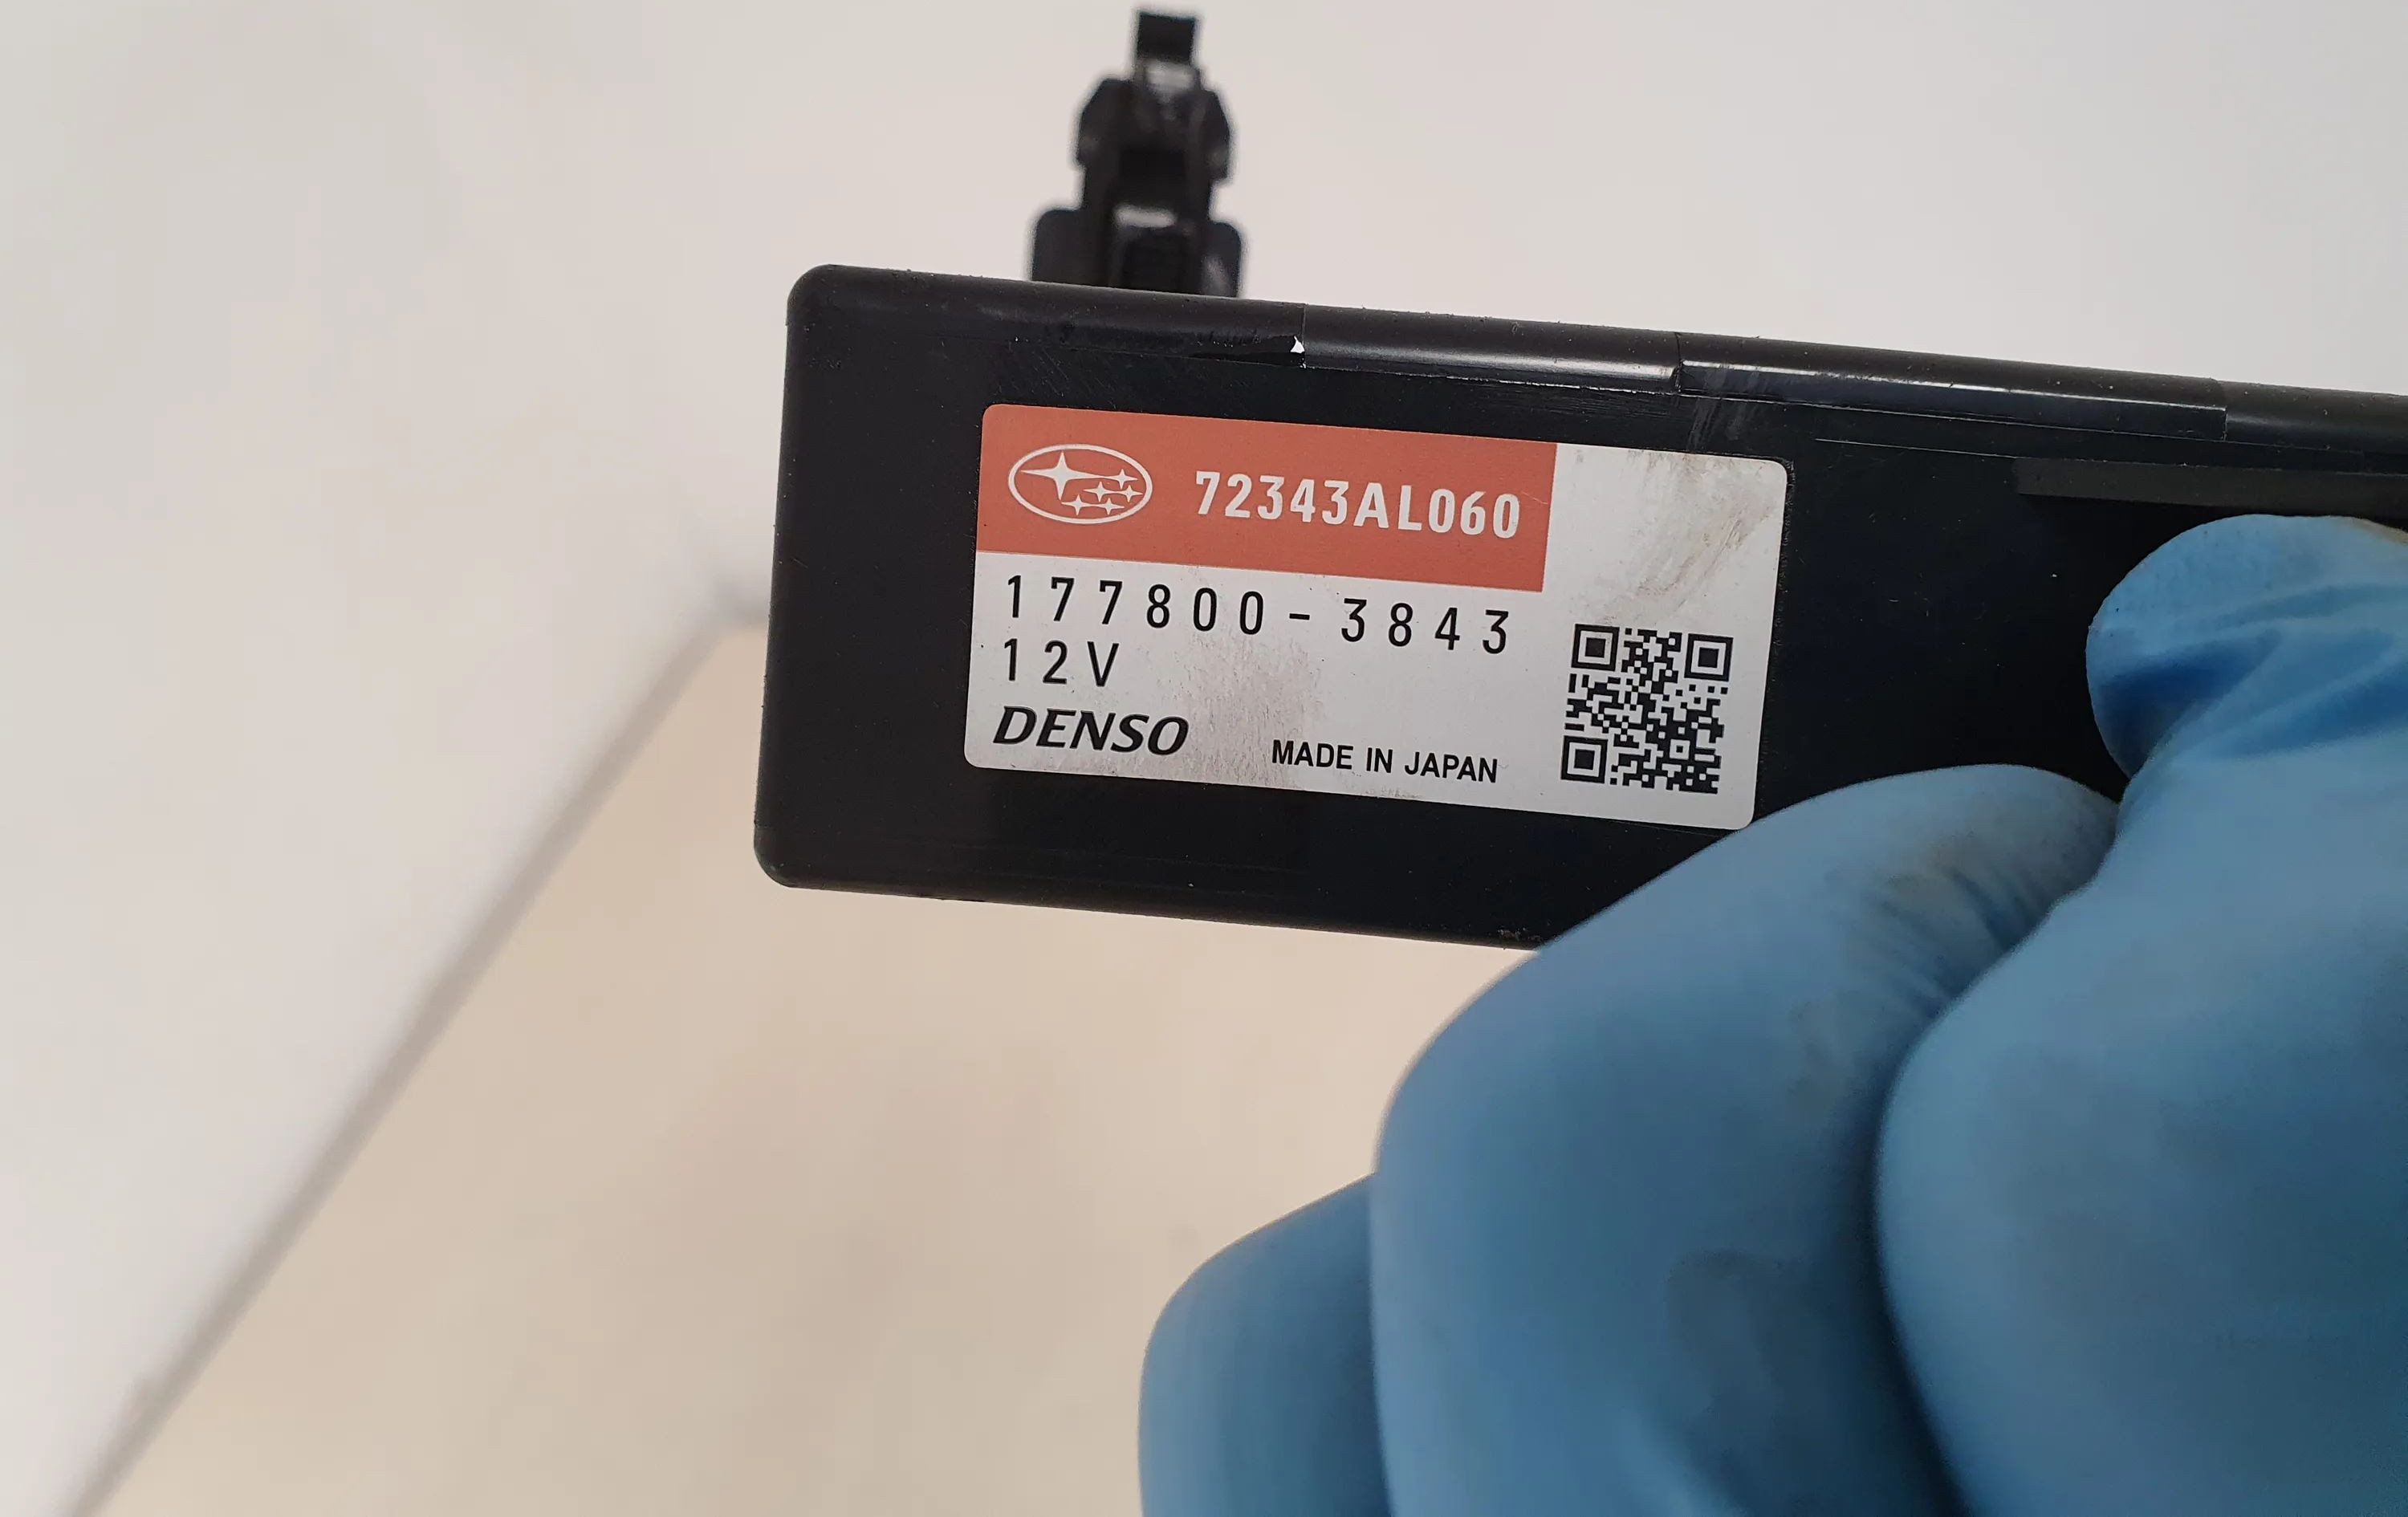 72343AL060
177800-3843
12V
DENSO
MADE IN JAPAN